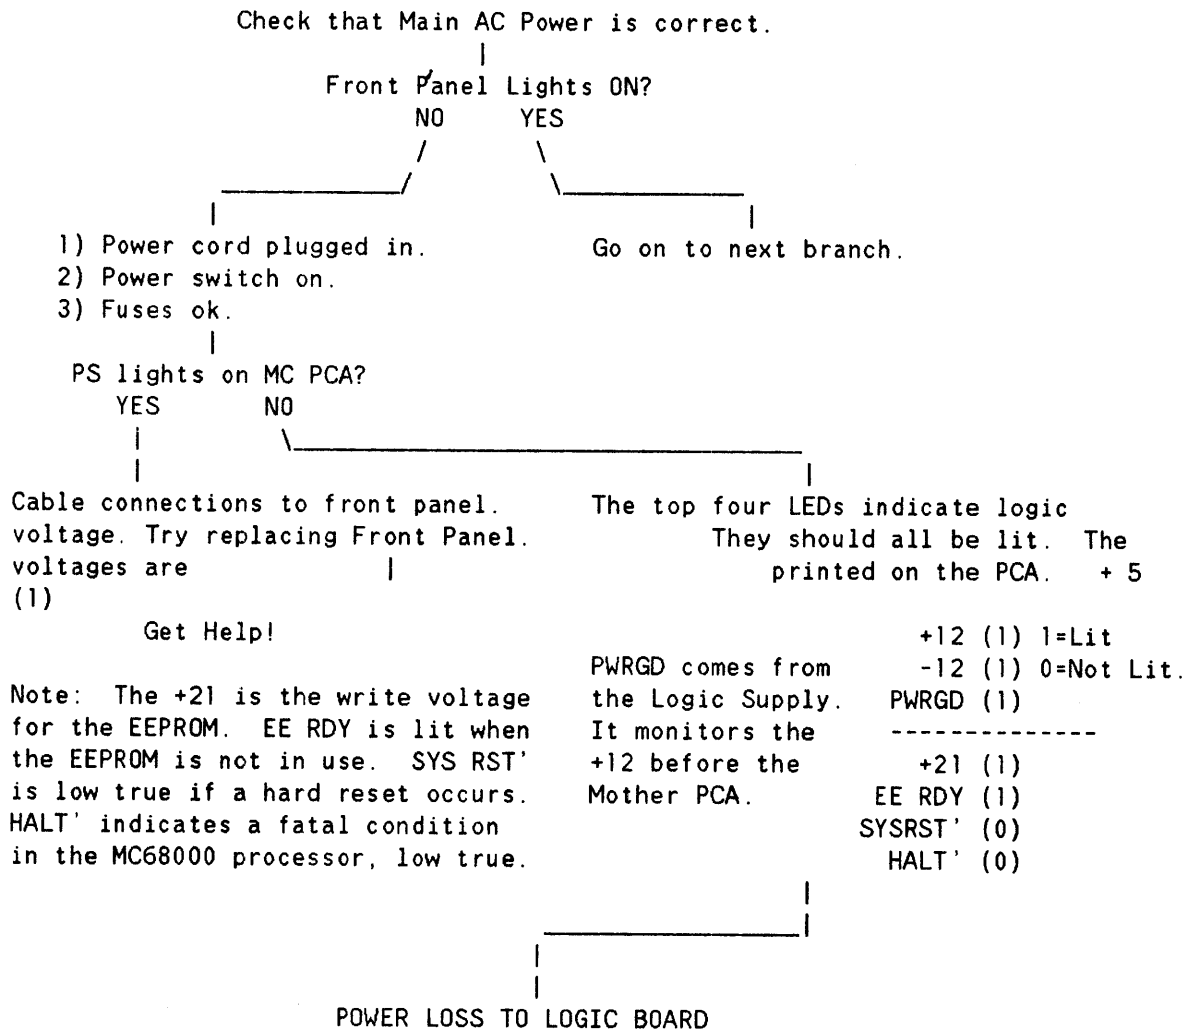 Check that Main AC Power is correct.
Front Panel Lights ON?
NO YES
1) Power cord plugged in.
2) Power switch on.
3) Fuses ok.
Go on to next branch.
PS lights on MC PCA?
YES NO
Cable connections to front panel.
voltage. Try replacing Front Panel.
voltages are
(1)
Get Help!
The top four LEDs indicate logic
They should all be lit. The
printed on the PCA. + 5
+12 (1) 1=Lit
-12 (1) 0=Not Lit.
PWRGD (1)
--------------
+21 (1)
EE RDY (1)
SYSRST' (0)
HALT' (0)
PWRGD comes from
the Logic Supply.
It monitors the
+12 before the
Mother PCA.
Note: The +21 is the write voltage
for the EEPROM. EE RDY is lit when
the EEPROM is not in use. SYS RST'
is low true if a hard reset occurs.
HALT' indicates a fatal condition
in the MC68000 processor, low true.
POWER LOSS TO LOGIC BOARD